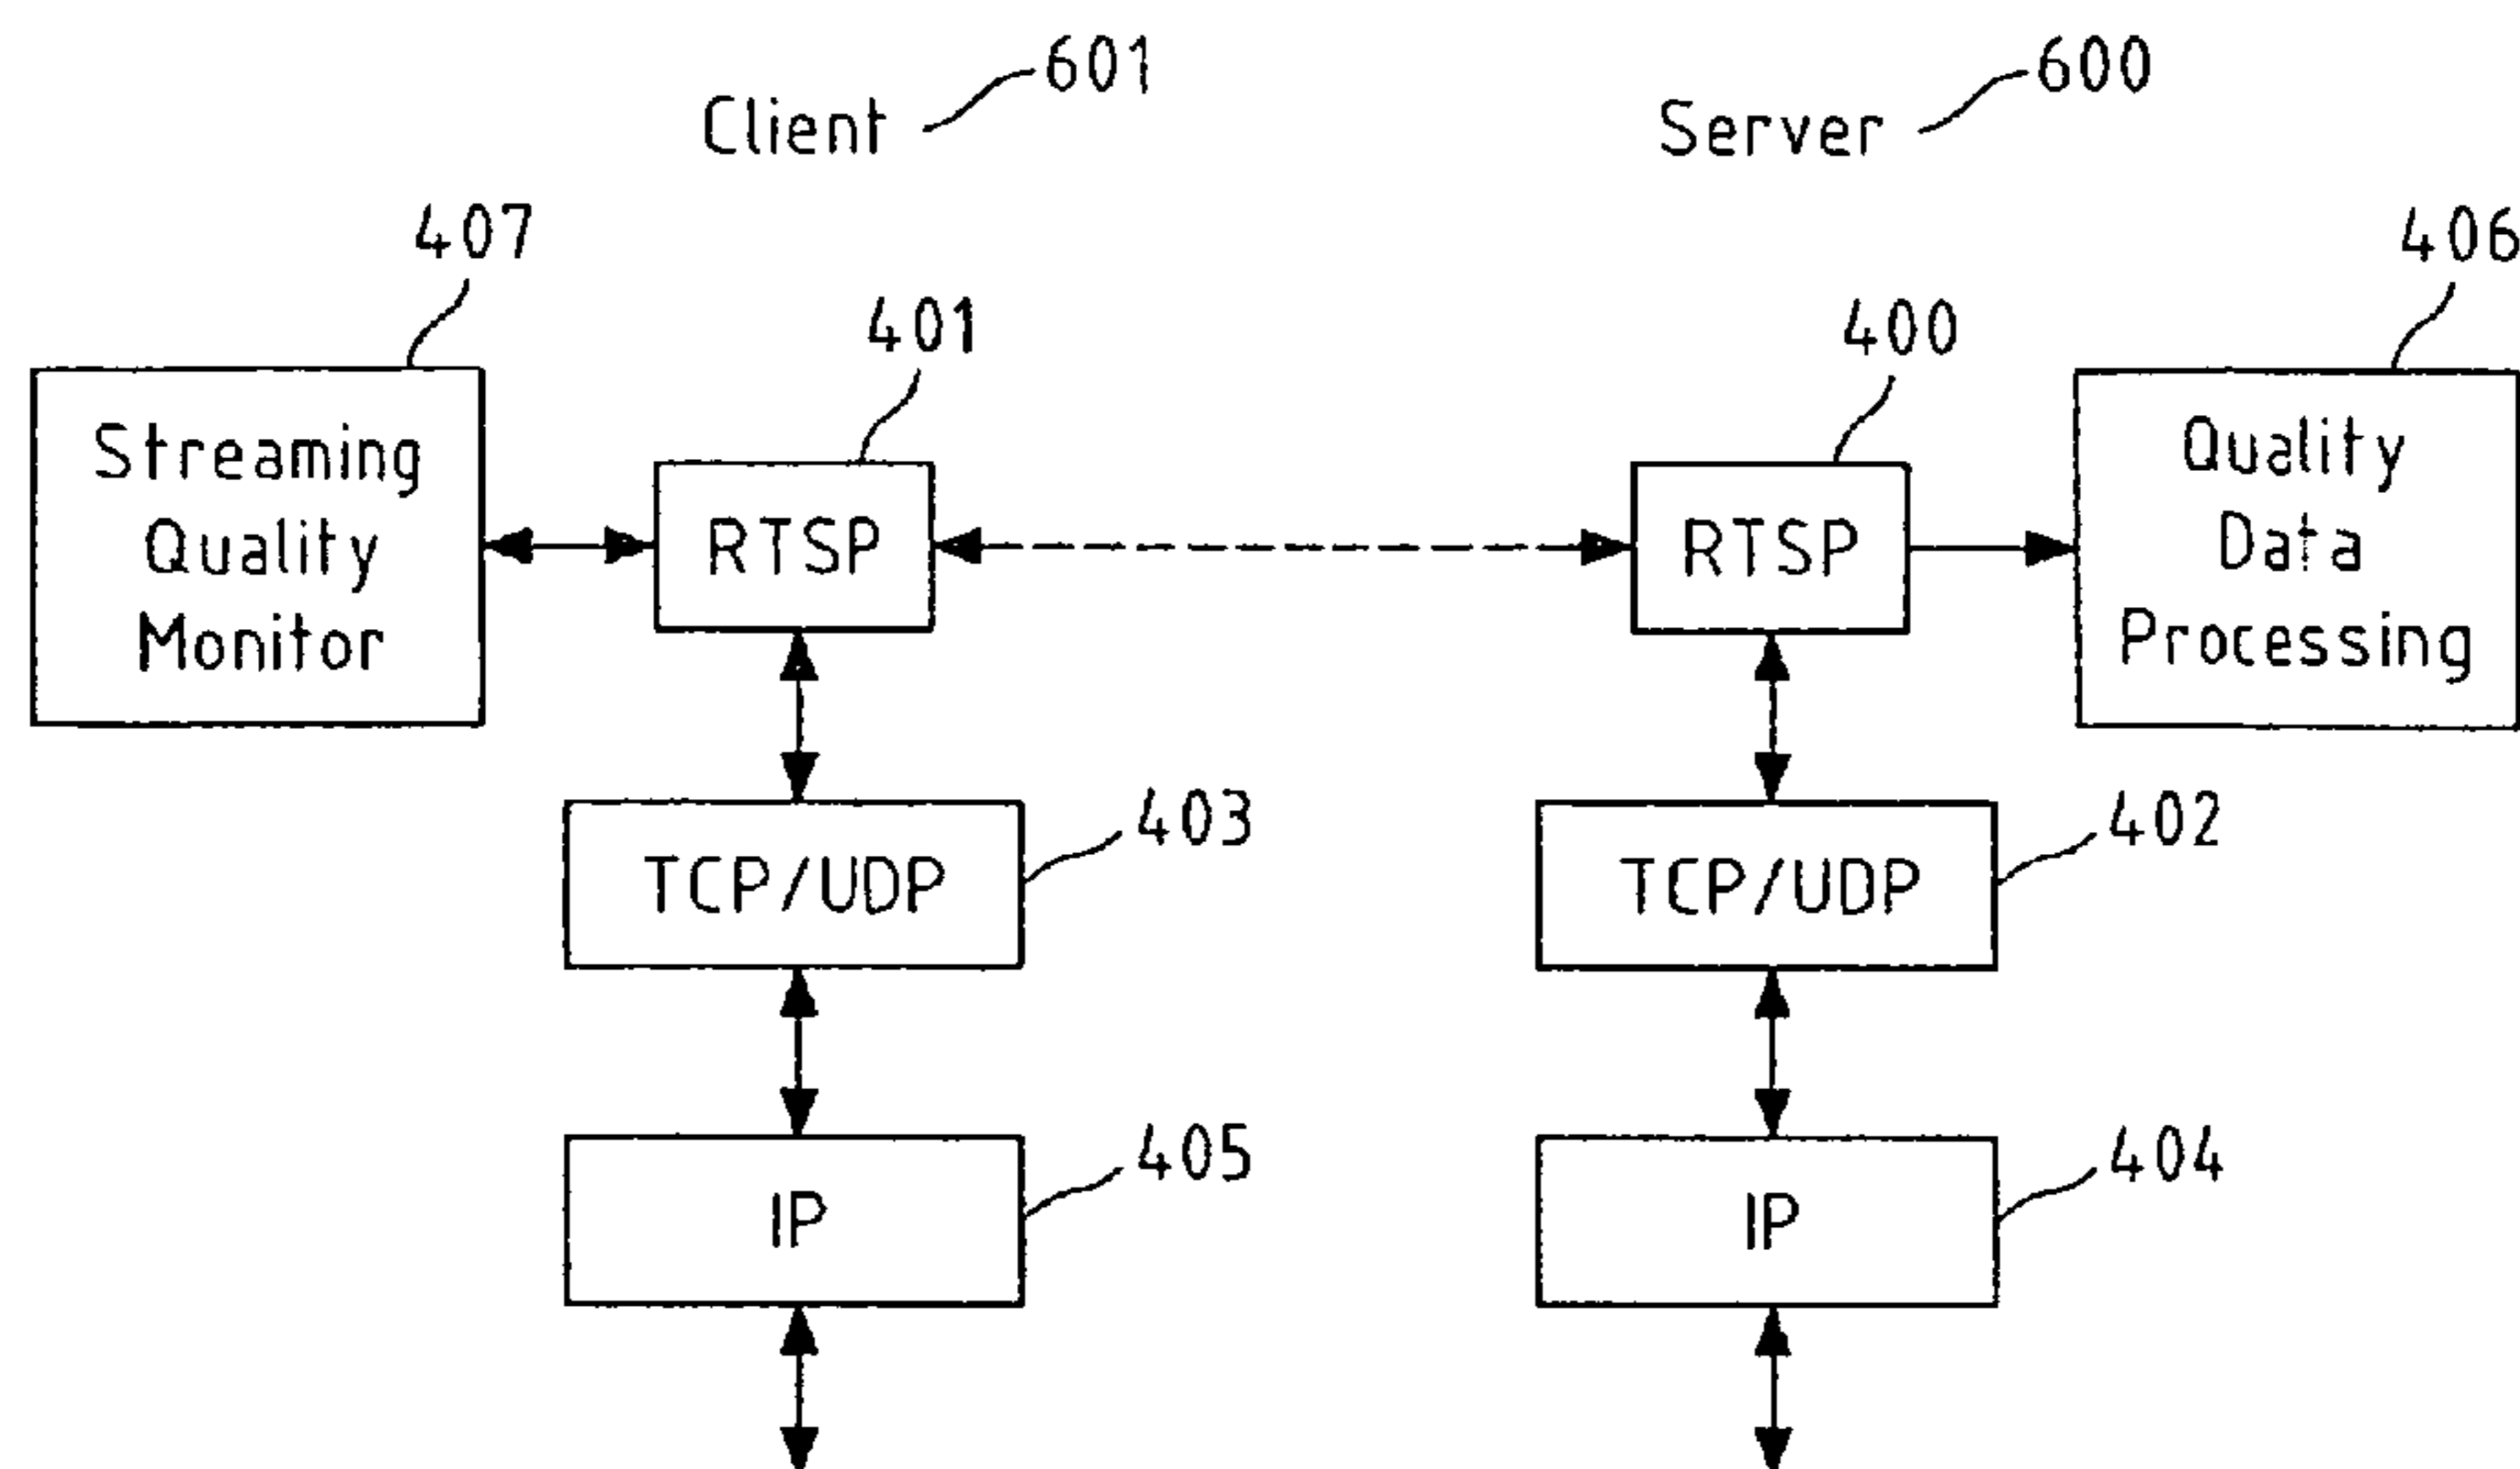 601
Client
600
Server
407
406
401
400
Streaming
Quality
Monitor
RTSP
RTSP
Quality
Data
Processing
403
TCP/UDP
402
TCP/UDP
405
IP
404
IP